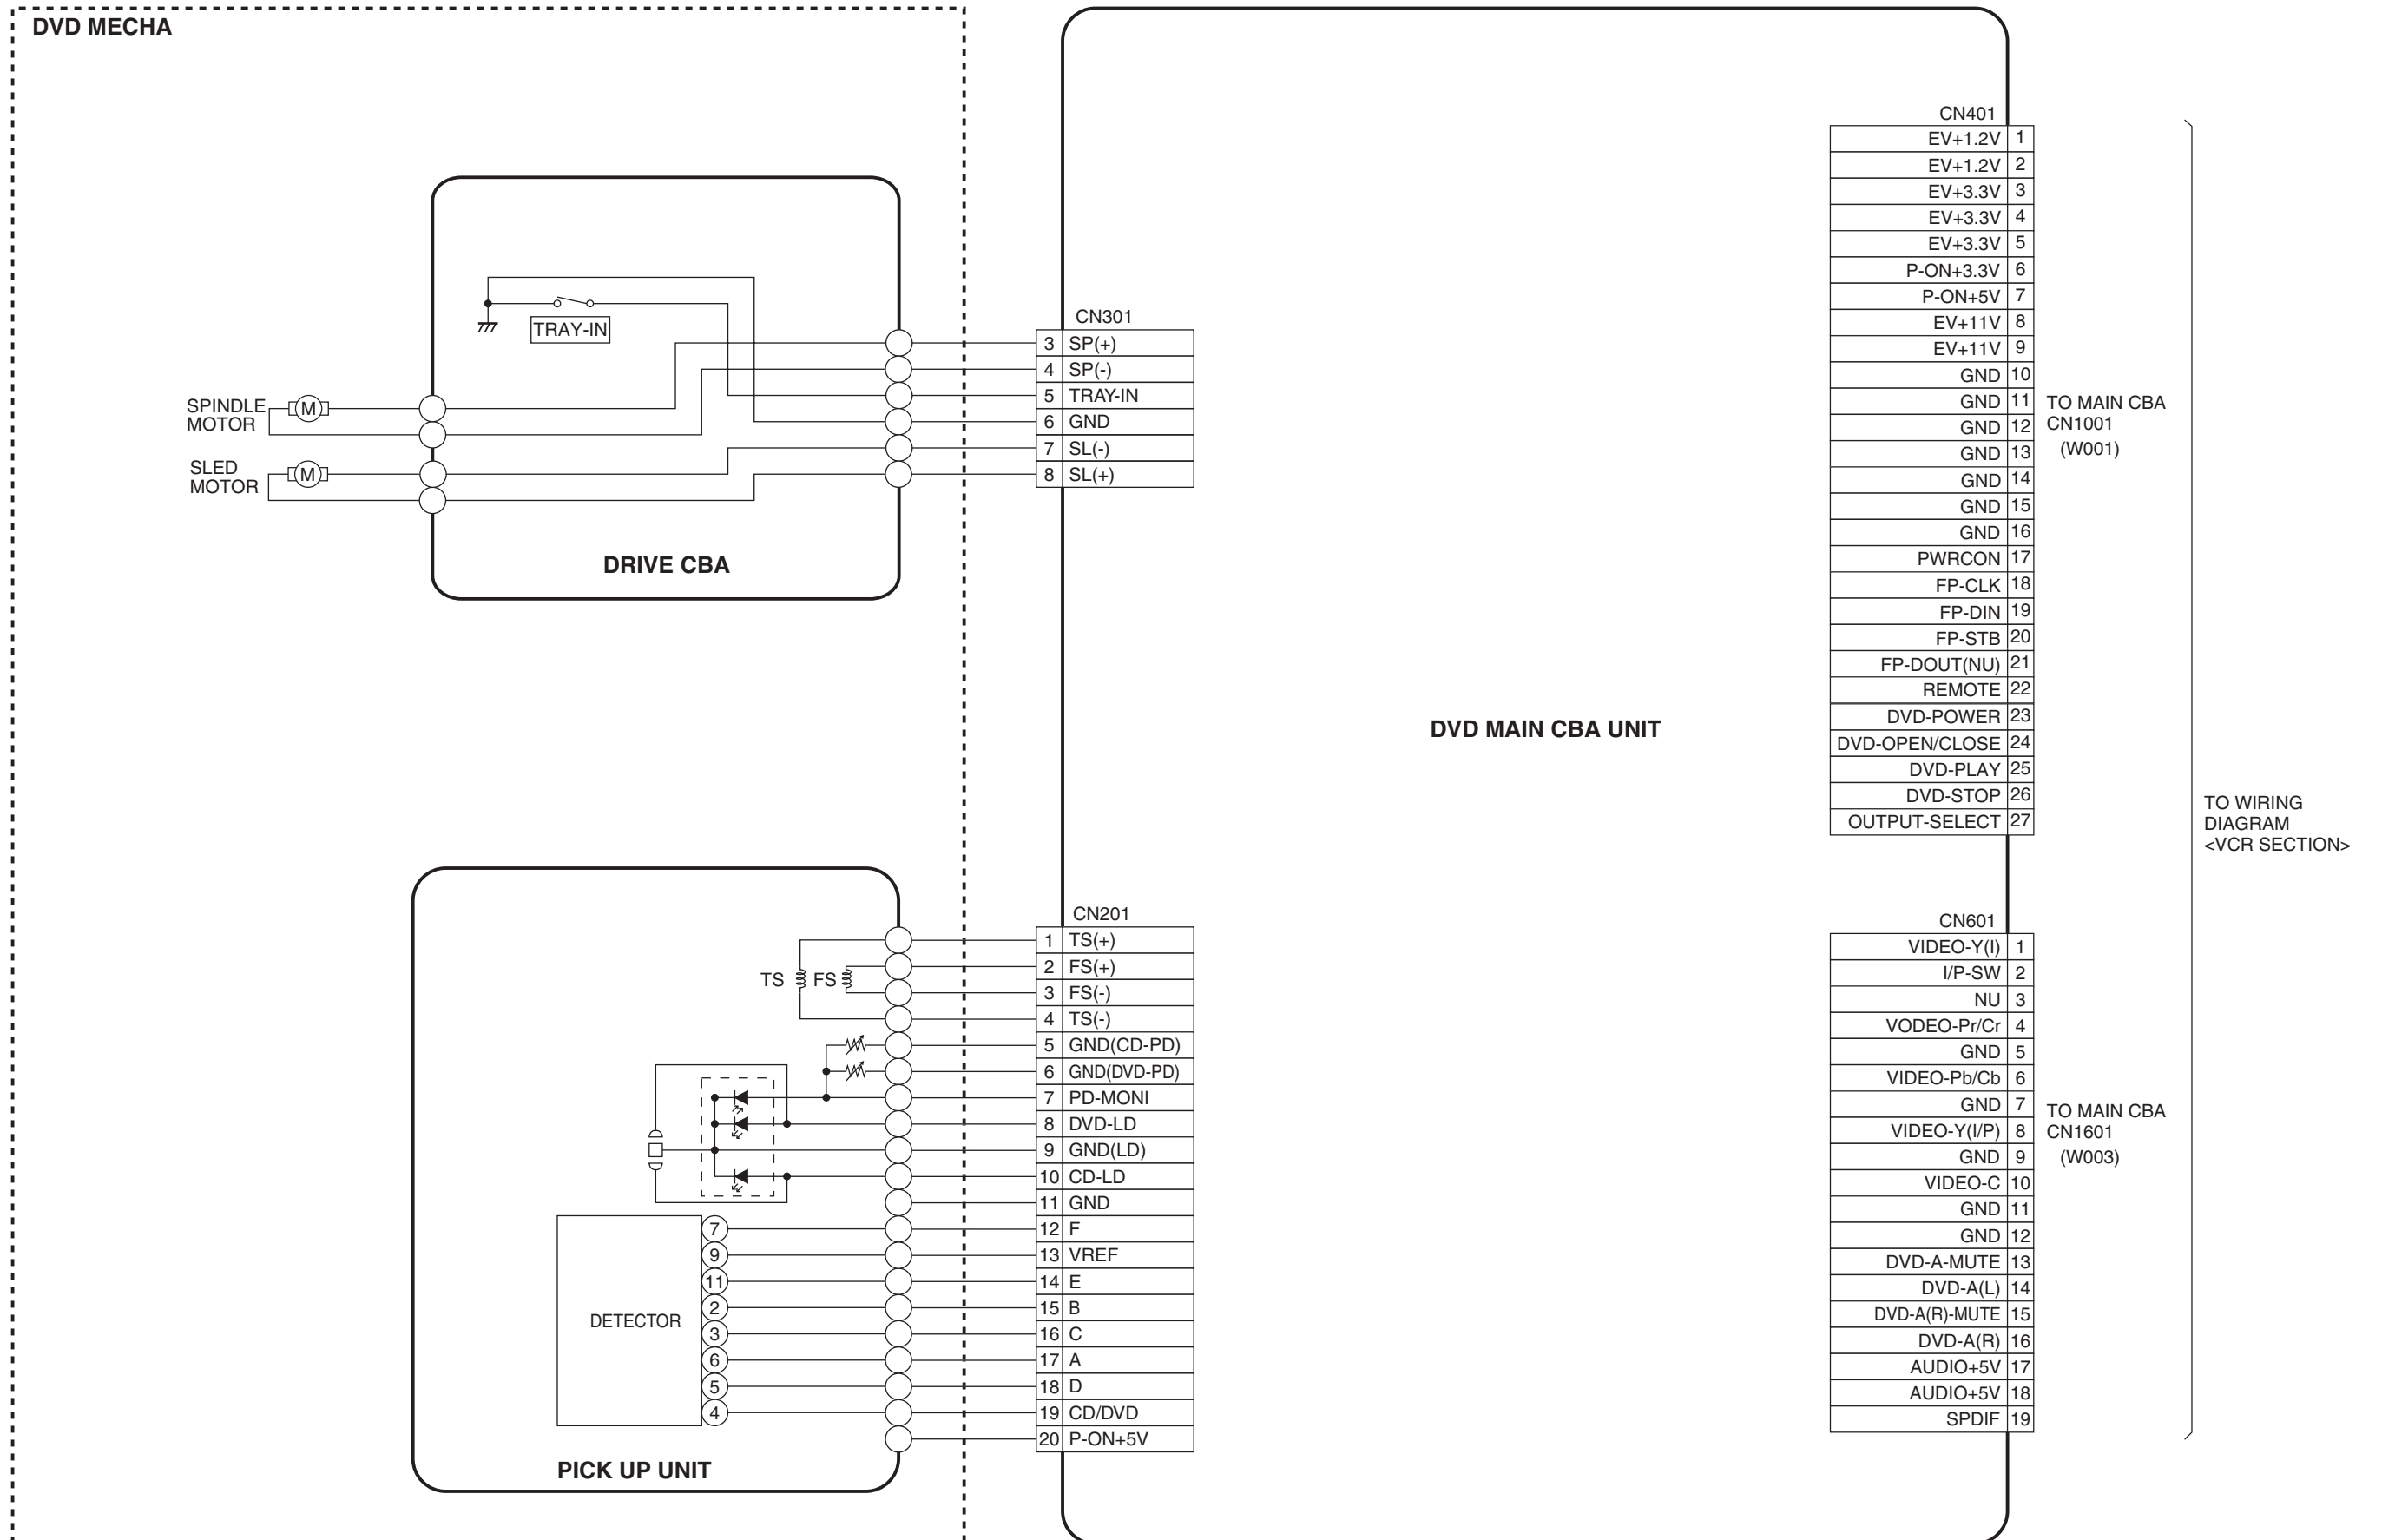 DVD MECHA
TRAY-IN
SPINDLE
MOTOR
M
SLED
MOTOR
M
DRIVE CBA
CN301
3 SP(+)
4 SP(-)
5 TRAY-IN
6 GND
7 SL(-)
8 SL(+)
TS
FS
DETECTOR
7
9
11
2
3
6
5
4
PICK UP UNIT
CN201
1 TS(+)
2 FS(+)
3 FS(-)
4 TS(-)
5 GND(CD-PD)
6 GND(DVD-PD)
7 PD-MONI
8 DVD-LD
9 GND(LD)
10 CD-LD
11 GND
12 F
13 VREF
14 E
15 B
16 C
17 A
18 D
19 CD/DVD
20 P-ON+5V
DVD MAIN CBA UNIT
CN401
EV+1.2V 1
EV+1.2V 2
EV+3.3V 3
EV+3.3V 4
EV+3.3V 5
P-ON+3.3V 6
P-ON+5V 7
EV+11V 8
EV+11V 9
GND 10
GND 11
GND 12
GND 13
GND 14
GND 15
GND 16
PWRCON 17
FP-CLK 18
FP-DIN 19
FP-STB 20
FP-DOUT(NU) 21
REMOTE 22
DVD-POWER 23
DVD-OPEN/CLOSE 24
DVD-PLAY 25
DVD-STOP 26
OUTPUT-SELECT 27
TO MAIN CBA
CN1001
(W001)
CN601
VIDEO-Y(I) 1
I/P-SW 2
NU 3
VODEO-Pr/Cr 4
GND 5
VIDEO-Pb/Cb 6
GND 7
VIDEO-Y(I/P) 8
GND 9
VIDEO-C 10
GND 11
GND 12
DVD-A-MUTE 13
DVD-A(L) 14
DVD-A(R)-MUTE 15
DVD-A(R) 16
AUDIO+5V 17
AUDIO+5V 18
SPDIF 19
TO MAIN CBA
CN1601
(W003)
TO WIRING
DIAGRAM
<VCR SECTION>